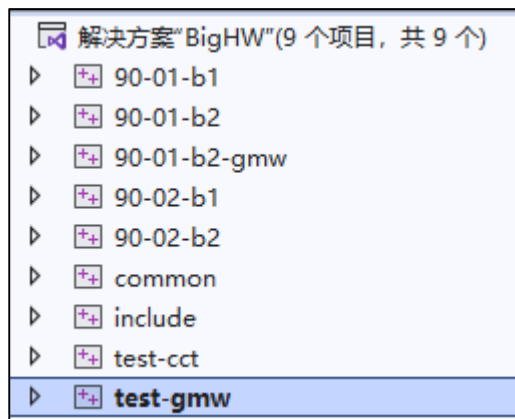 解决方案"BigHW"(9 个项目, 共 9 个)
90-01-b1
90-01-b2
90-01-b2-gmw
90-02-b1
90-02-b2
common
include
test-cct
test-gmw